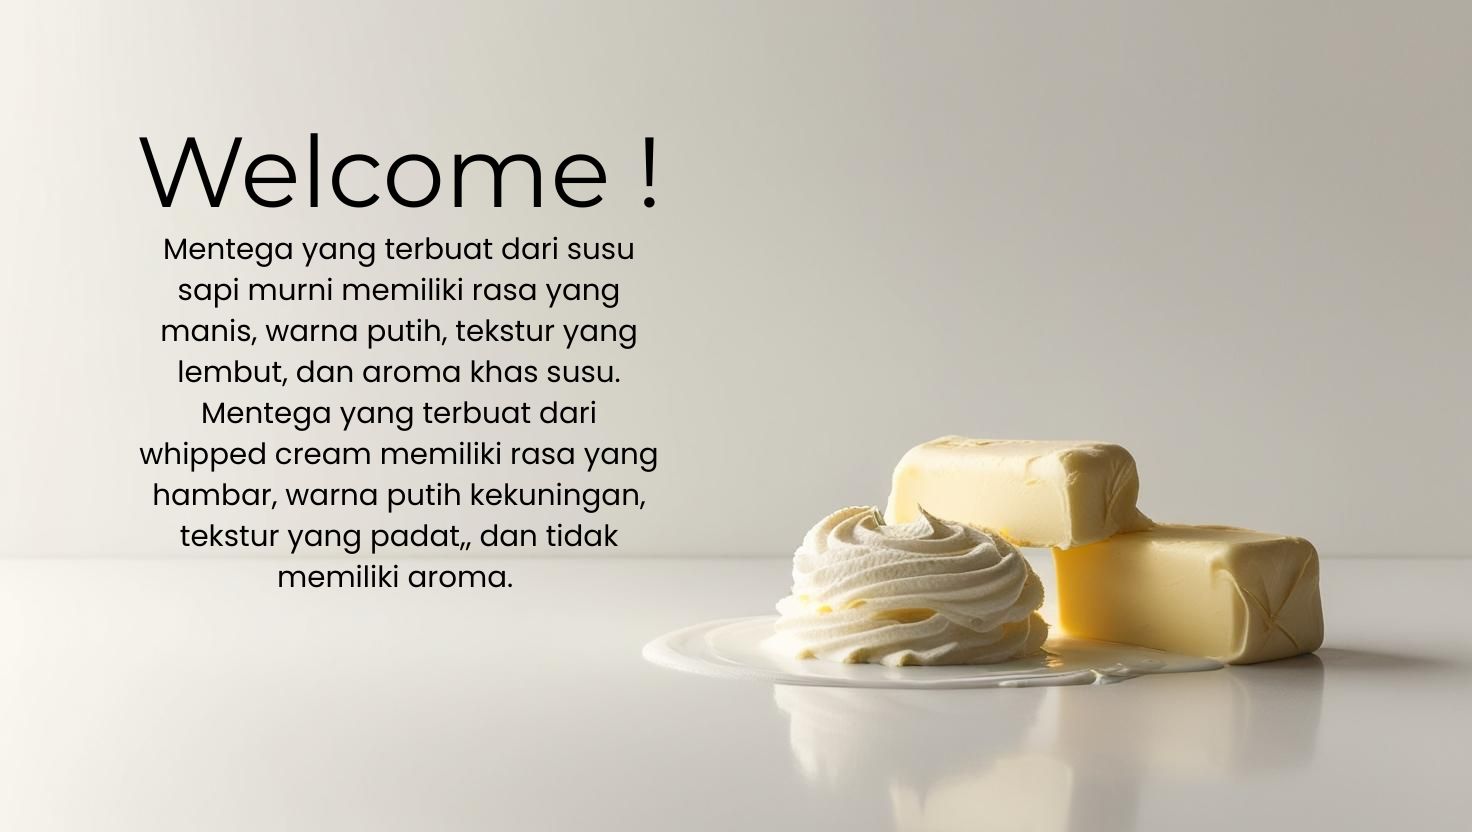 Welcome !
Mentega yang terbuat dari susu
sapi murni memiliki rasa yang
manis, warna putih, tekstur yang
lembut, dan aroma khas susu.
Mentega yang terbuat dari
whipped cream memiliki rasa yang
hambar, warna putih kekuningan,
tekstur yang padat,, dan tidak
memiliki aroma.